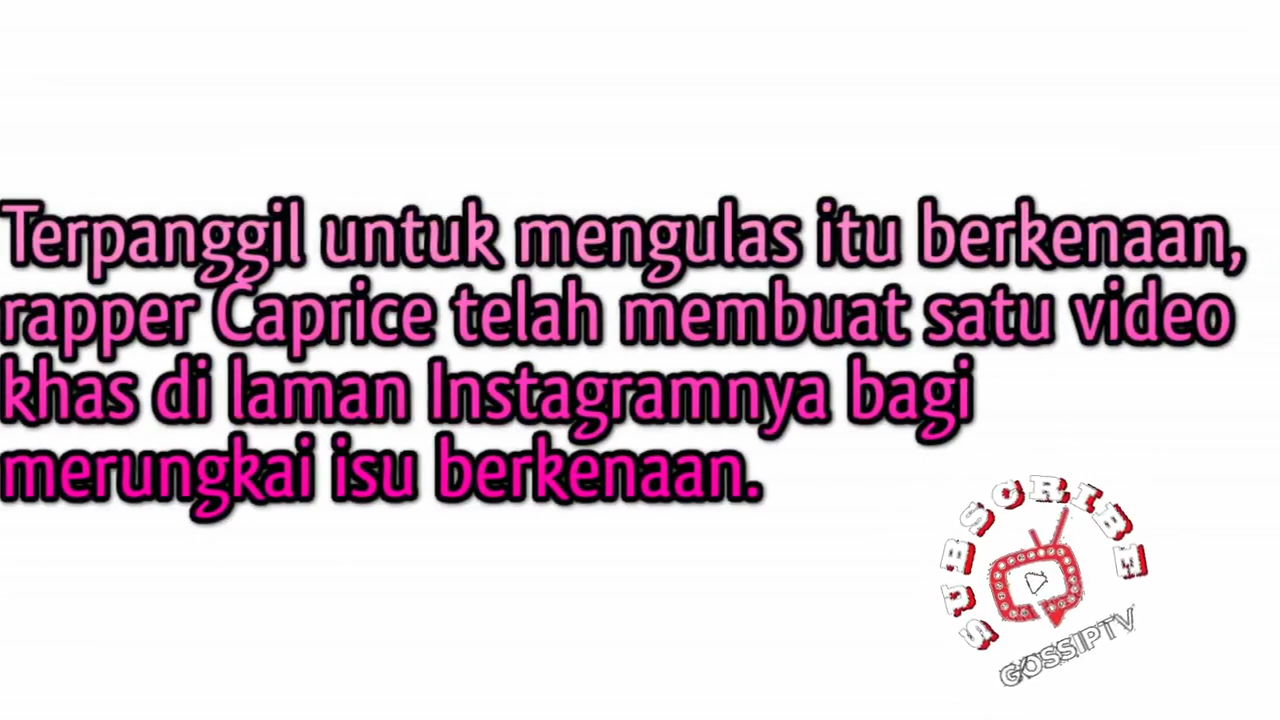 Terpanggil untuk mengulas itu berkenaan,
rapper Caprice telah membuat satu video
khas di laman Instagramnya bagi
merungkai isu berkenaan.
SUBSCRIBE
GOSSIPTV